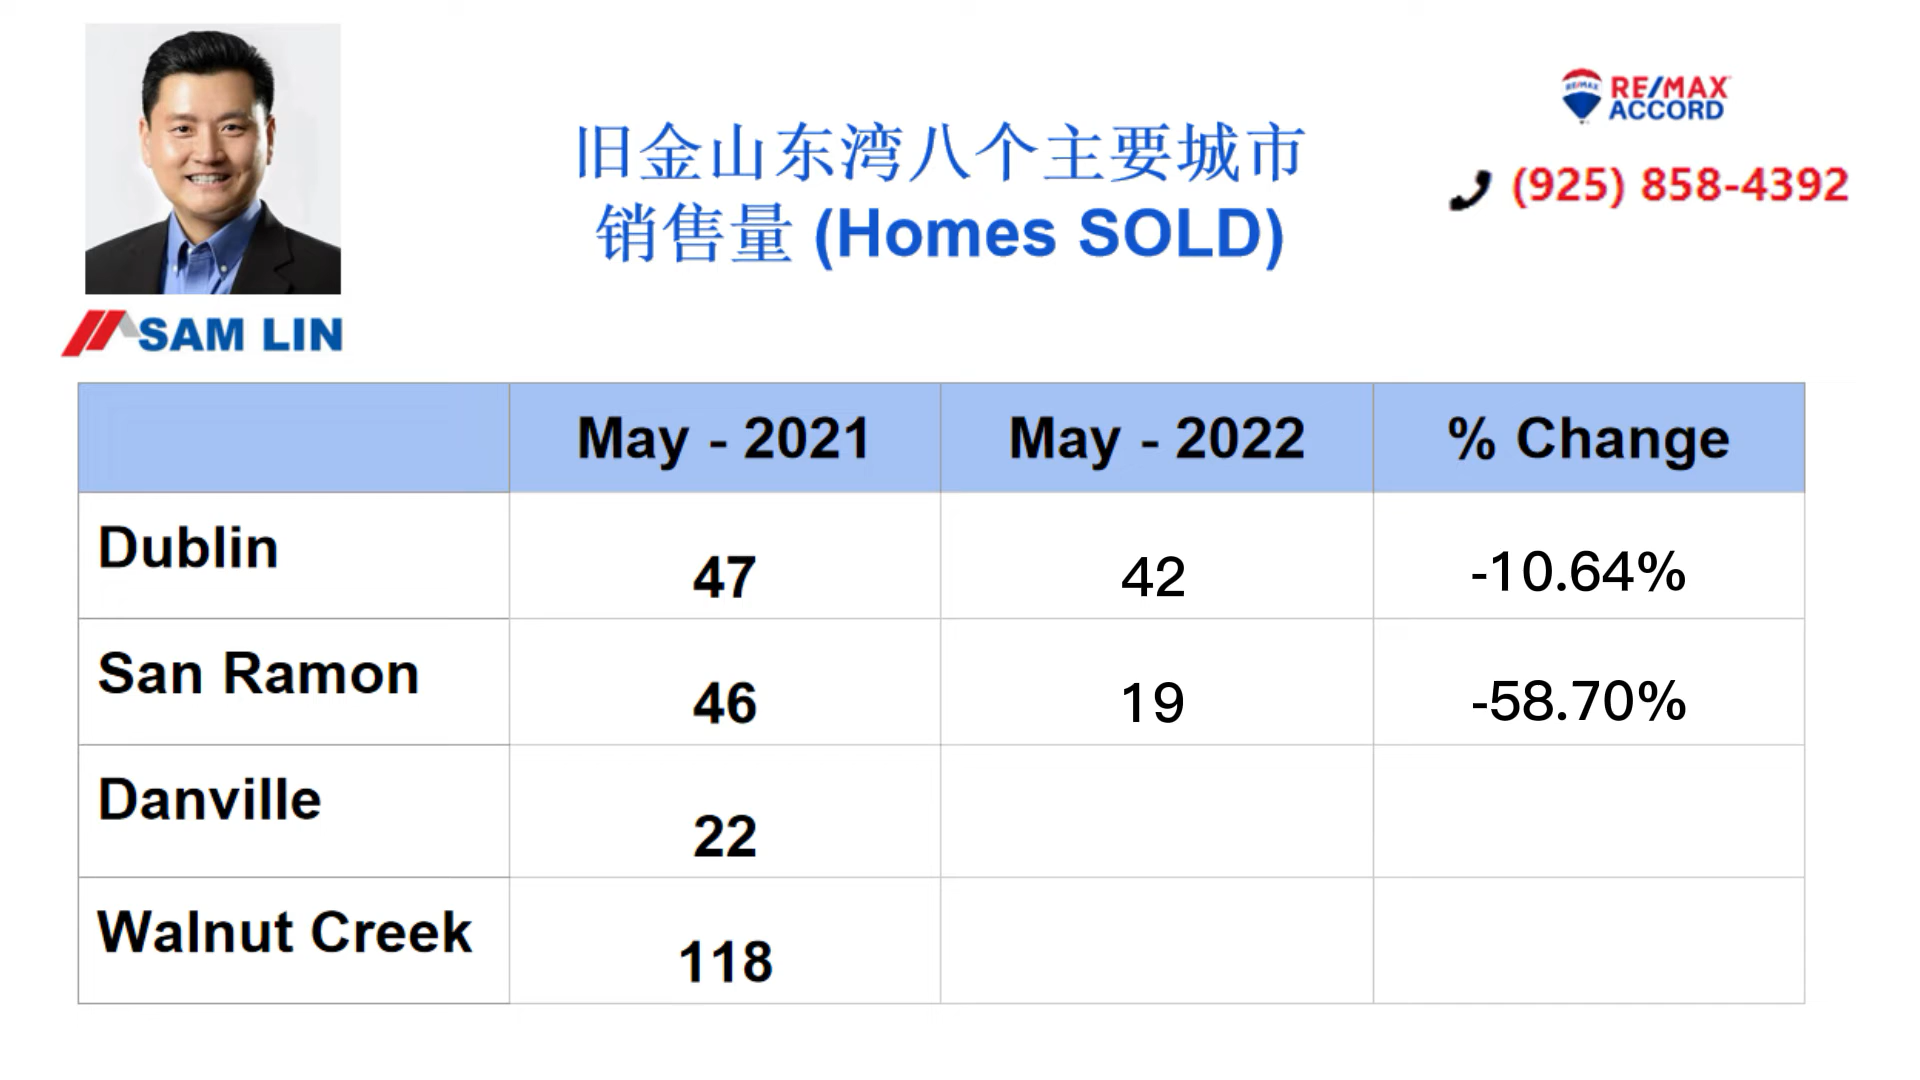 旧金山东湾八个主要城市
销售量 (Homes SOLD)
RE/MAX
RE/MAX
ACCORD
(925) 858-4392
SAM LIN
May - 2021 May - 2022 % Change
Dublin 47 42 -10.64%
San Ramon 46 19 -58.70%
Danville 22
Walnut Creek 118